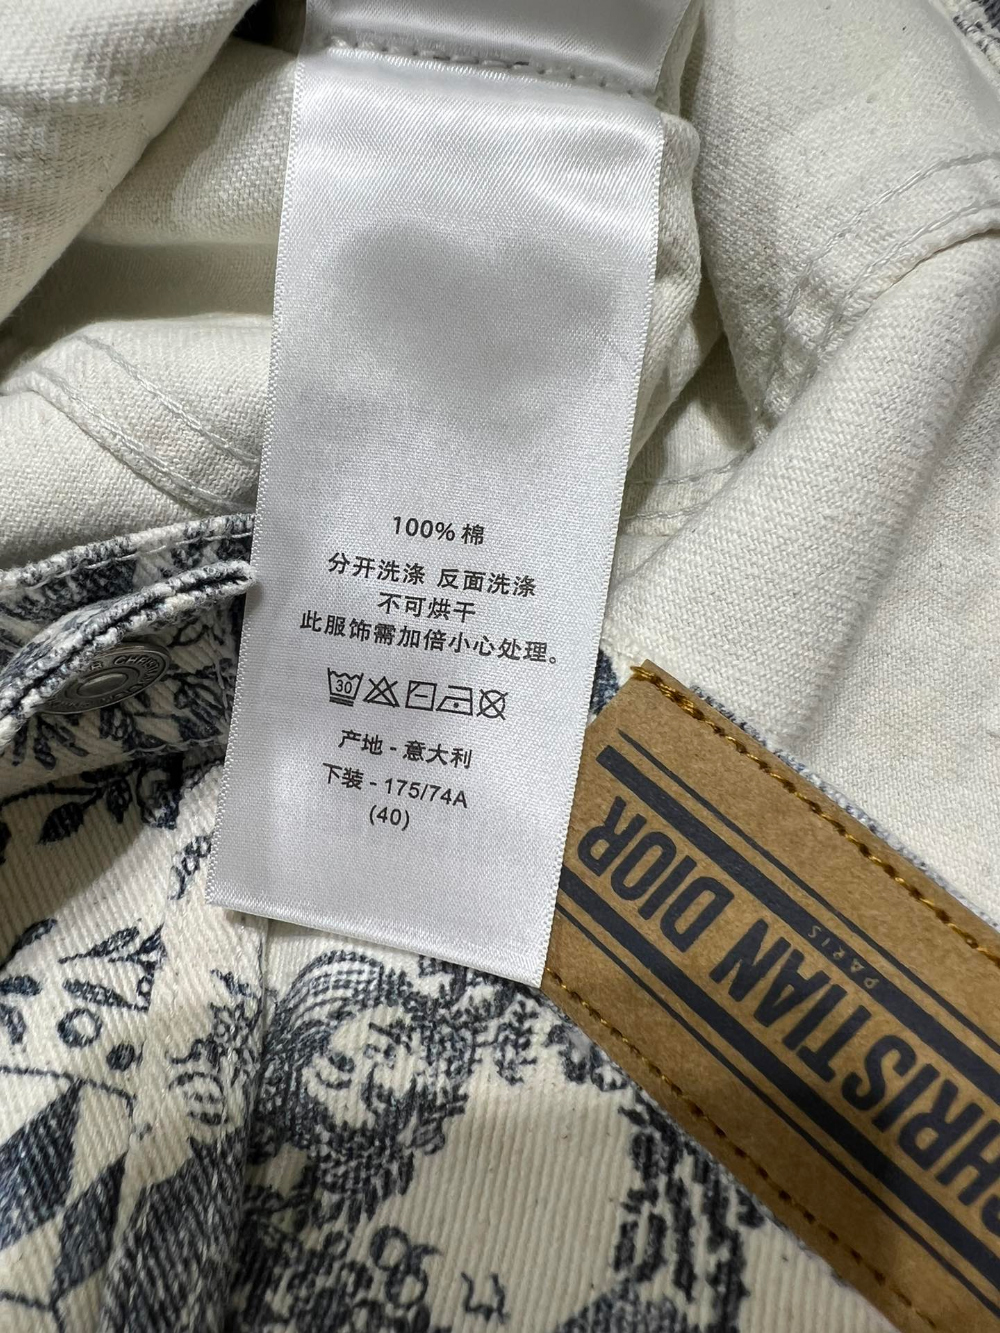 100% 棉
分开洗涤 反面洗涤
不可烘干
此服饰需加倍小心处理。
30
产地 - 意大利
下装 - 175/74A
(40)
CHRISTIAN DIOR
PARIS